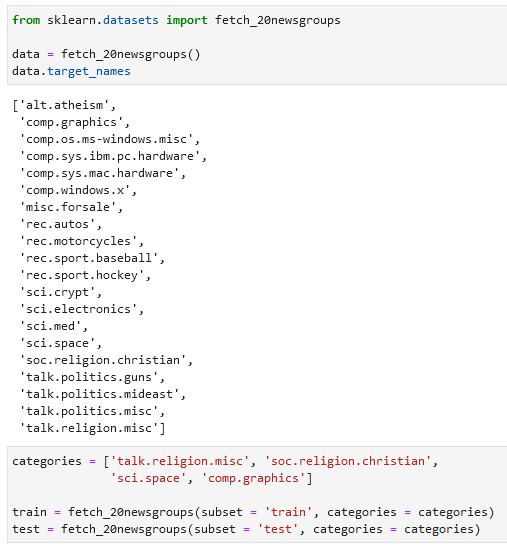 from sklearn.datasets import fetch_20newsgroups
data = fetch_20newsgroups()
data.target_names
['alt.atheism',
'comp.graphics',
'comp.os.ms-windows.misc',
'comp.sys.ibm.pc.hardware',
'comp.sys.mac.hardware',
'comp.windows.x',
'misc.forsale',
'rec.autos',
'rec.motorcycles',
'rec.sport.baseball',
'rec.sport.hockey',
'sci.crypt',
'sci.electronics',
'sci.med',
'sci.space',
'soc.religion.christian',
'talk.politics.guns',
'talk.politics.mideast',
'talk.politics.misc',
'talk.religion.misc']
categories = ['talk.religion.misc', 'soc.religion.christian',
'sci.space', 'comp.graphics']
train = fetch_20newsgroups(subset = 'train', categories = categories)
test = fetch_20newsgroups(subset = 'test', categories = categories)